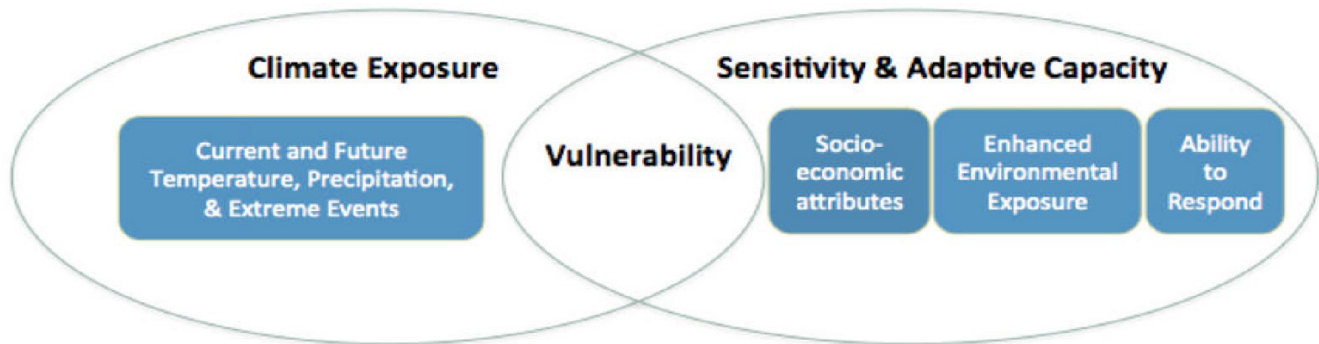 Climate Exposure
Current and Future
Temperature, Precipitation,
& Extreme Events
Vulnerability
Sensitivity & Adaptive Capacity
Socio-
economic
attributes
Enhanced
Environmental
Exposure
Ability
to
Respond